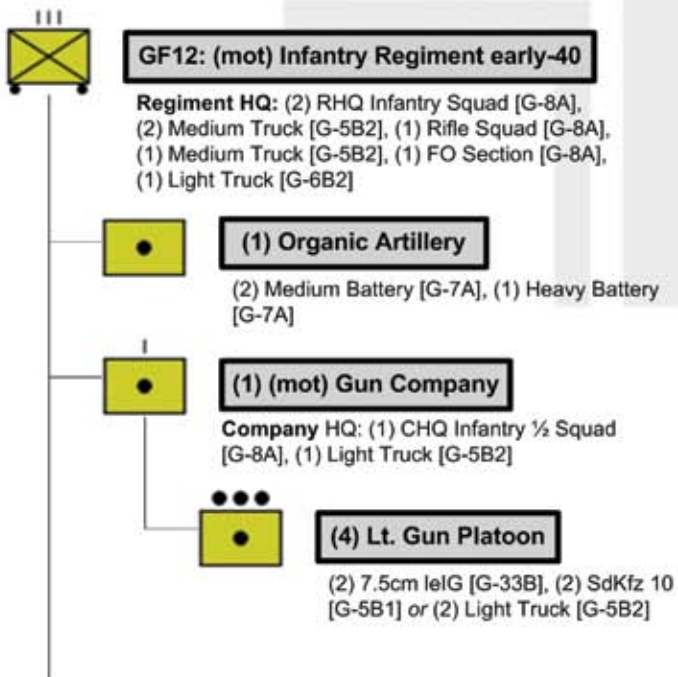 GF12: (mot) Infantry Regiment early-40
Regiment HQ: (2) RHQ Infantry Squad [G-8A],
(2) Medium Truck [G-5B2], (1) Rifle Squad [G-8A],
(1) Medium Truck [G-5B2], (1) FO Section [G-8A],
(1) Light Truck [G-6B2]
(1) Organic Artillery
(2) Medium Battery [G-7A], (1) Heavy Battery
[G-7A]
(1) (mot) Gun Company
Company HQ: (1) CHQ Infantry ½ Squad
[G-8A], (1) Light Truck [G-5B2]
(4) Lt. Gun Platoon
(2) 7.5cm leIG [G-33B], (2) SdKfz 10
[G-5B1] or (2) Light Truck [G-5B2]